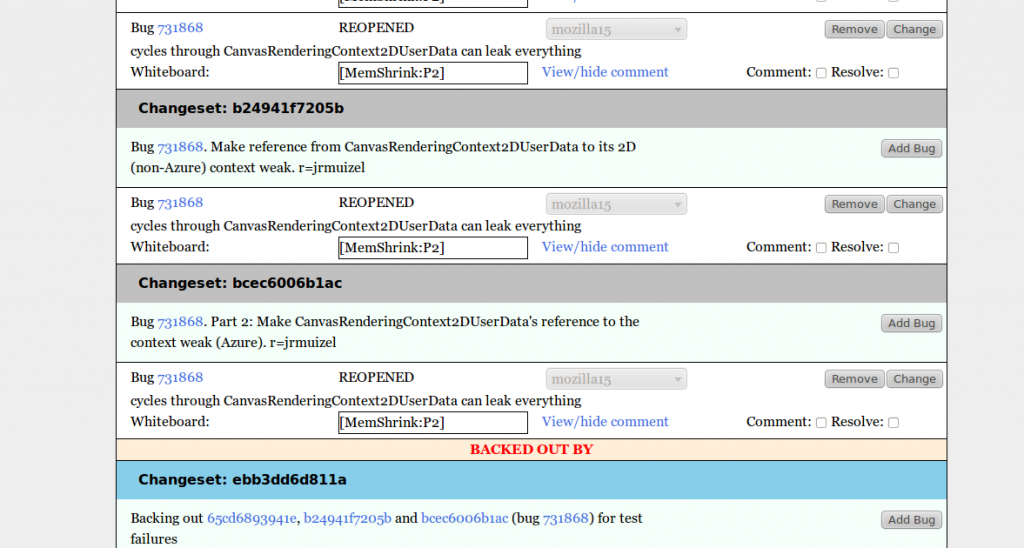 View/hide comment
Bug 731868 REOPENED mozilla15 Remove Change
cycles through CanvasRenderingContext2DUserData can leak everything
Whiteboard: [MemShrink:P2] View/hide comment Comment: Resolve:
Changeset: b24941f7205b
Bug 731868. Make reference from CanvasRenderingContext2DUserData to its 2D Add Bug
(non-Azure) context weak. r=jrmuizel
Bug 731868 REOPENED mozilla15 Remove Change
cycles through CanvasRenderingContext2DUserData can leak everything
Whiteboard: [MemShrink:P2] View/hide comment Comment: Resolve:
Changeset: bcec6006b1ac
Bug 731868. Part 2: Make CanvasRenderingContext2DUserData's reference to the Add Bug
context weak (Azure). r=jrmuizel
Bug 731868 REOPENED mozilla15 Remove Change
cycles through CanvasRenderingContext2DUserData can leak everything
Whiteboard: [MemShrink:P2] View/hide comment Comment: Resolve:
BACKED OUT BY
Changeset: ebb3dd6d811a
Backing out 65cd6893941e, b24941f7205b and bcec6006b1ac (bug 731868) for test Add Bug
failures